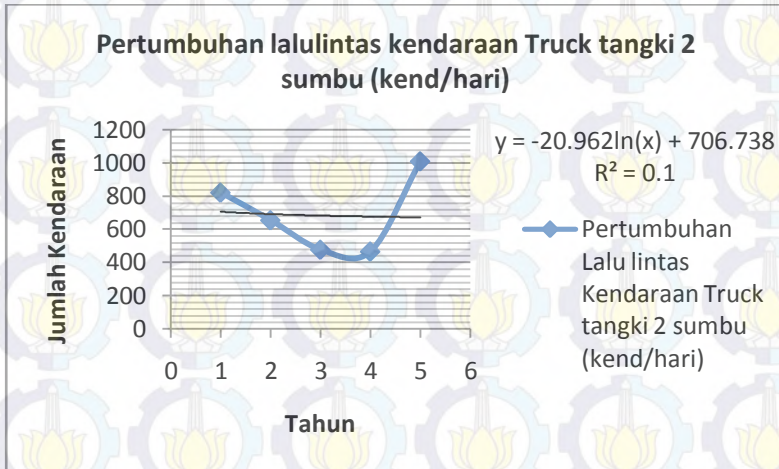 Pertumbuhan lalulintas kendaraan Truck tangki 2
sumbu (kend/hari)
Jumlah Kendaraan
1200
1000
800
600
400
200
0
0 1 2 3 4 5 6
Tahun
y = -20.962ln(x) + 706.738
R² = 0.1
Pertumbuhan
Lalu lintas
Kendaraan Truck
tangki 2 sumbu
(kend/hari)